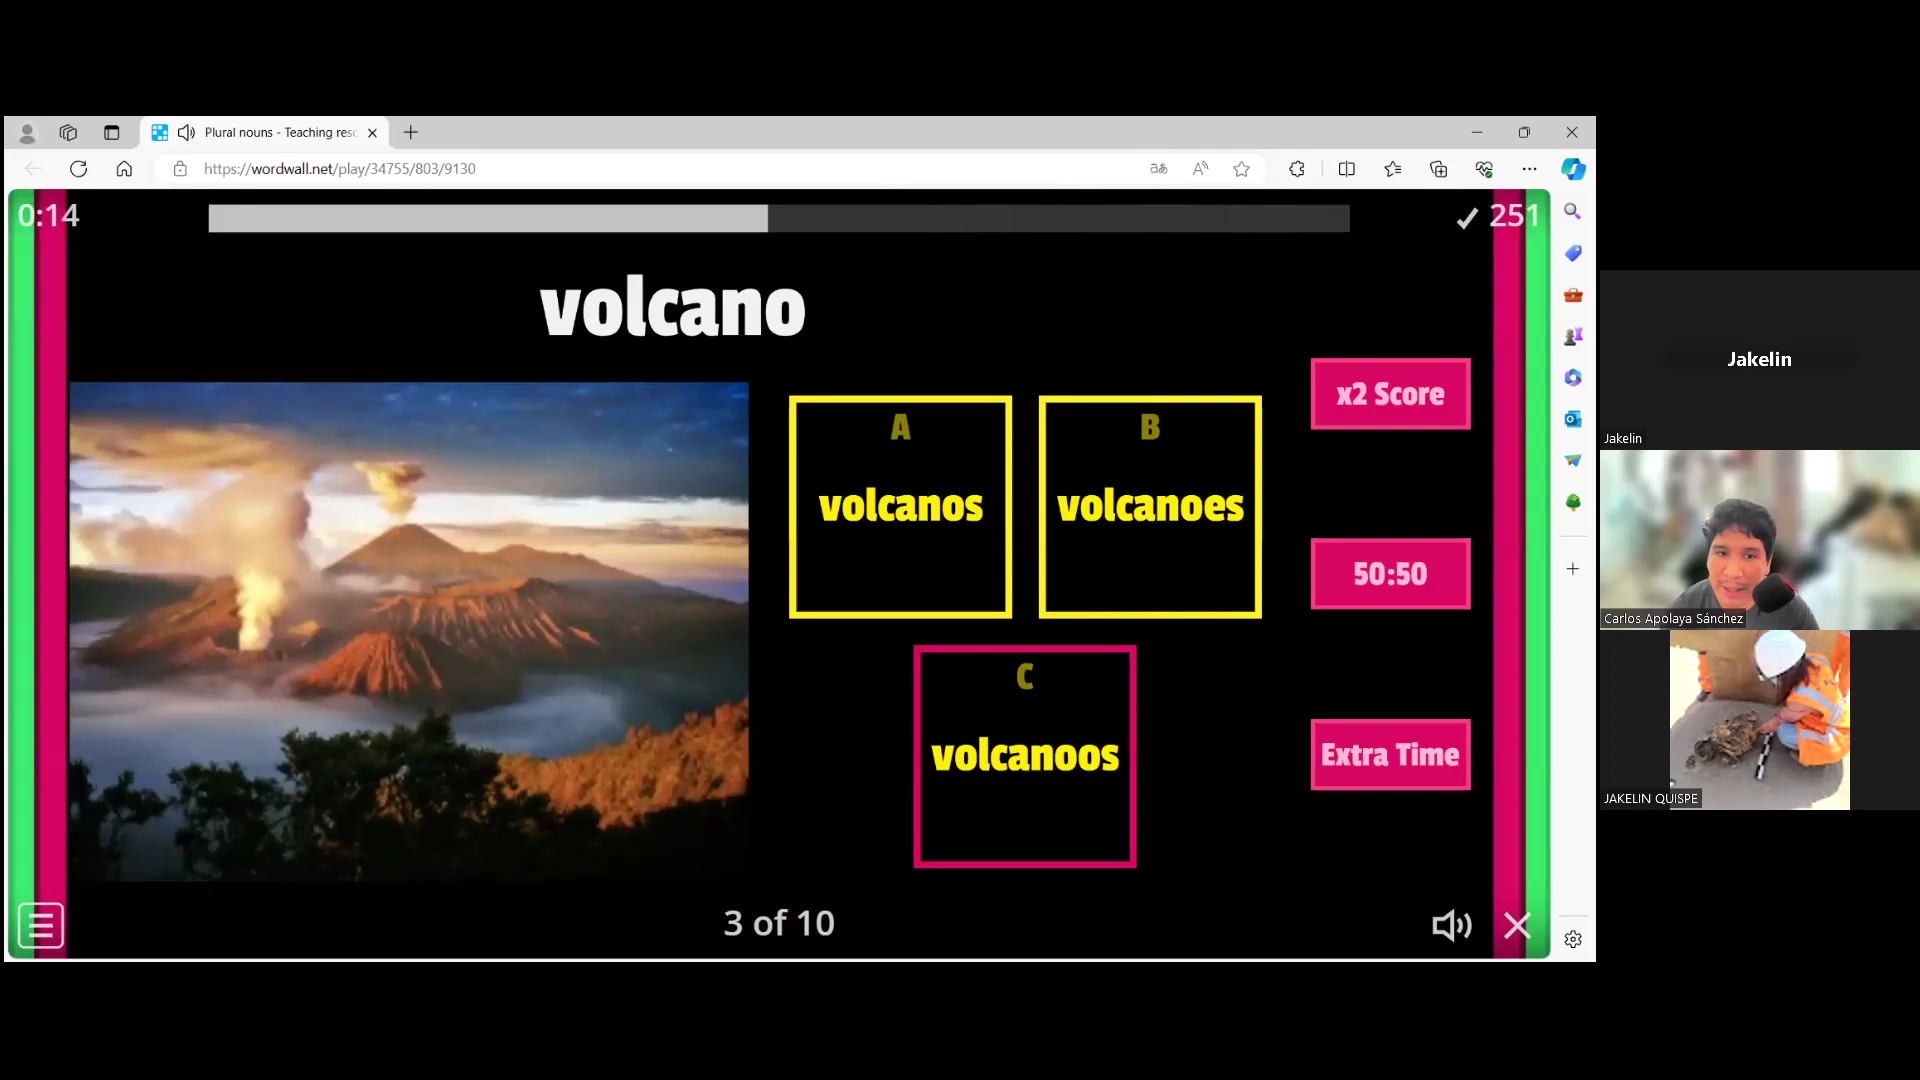 Plural nouns - Teaching resc
https://wordwall.net/play/34755/803/9130
0:14
251
volcano
A
volcanos
B
volcanoes
C
volcanoos
x2 Score
50:50
Extra Time
3 of 10
Jakelin
Jakelin
Carlos Apolaya Sánchez
JAKELIN QUISPE